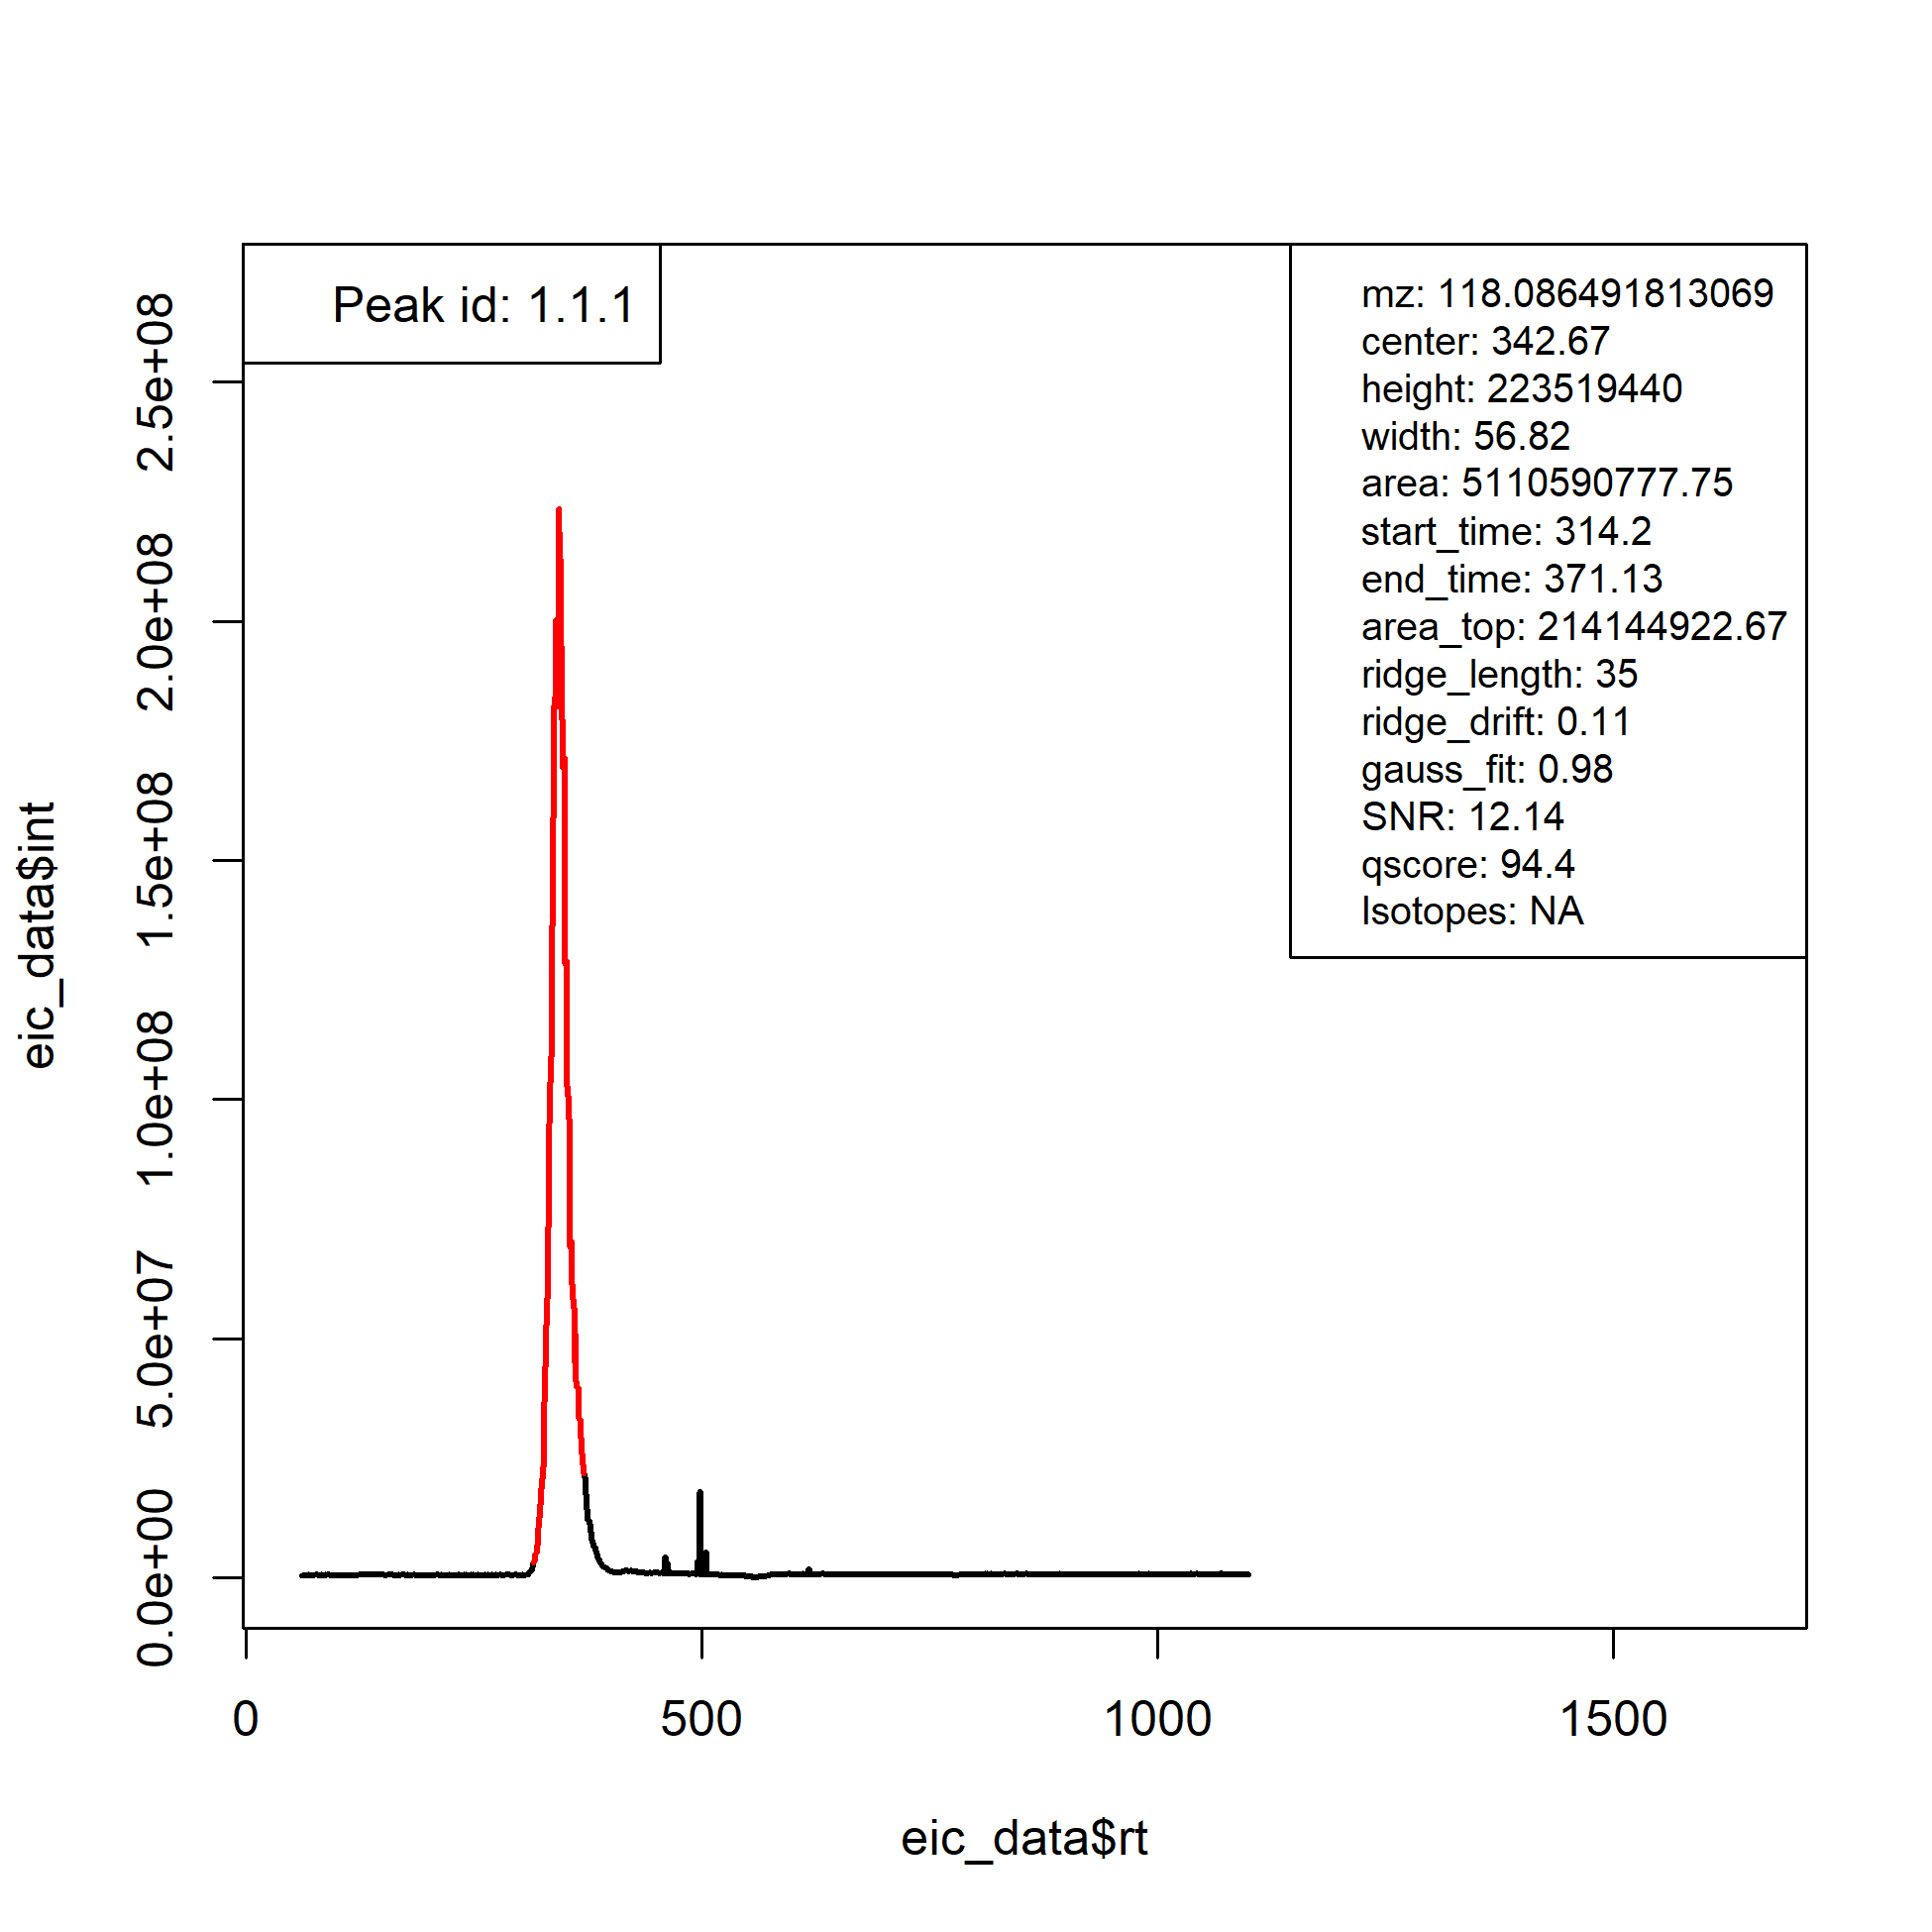 Peak id: 1.1.1
mz: 118.086491813069
center: 342.67
height: 223519440
width: 56.82
area: 5110590777.75
start_time: 314.2
end_time: 371.13
area_top: 214144922.67
ridge_length: 35
ridge_drift: 0.11
gauss_fit: 0.98
SNR: 12.14
qscore: 94.4
Isotopes: NA
2.5e+08
2.0e+08
1.5e+08
1.0e+08
5.0e+07
0.0e+00
eic_data$int
0 500 1000 1500
eic_data$rt